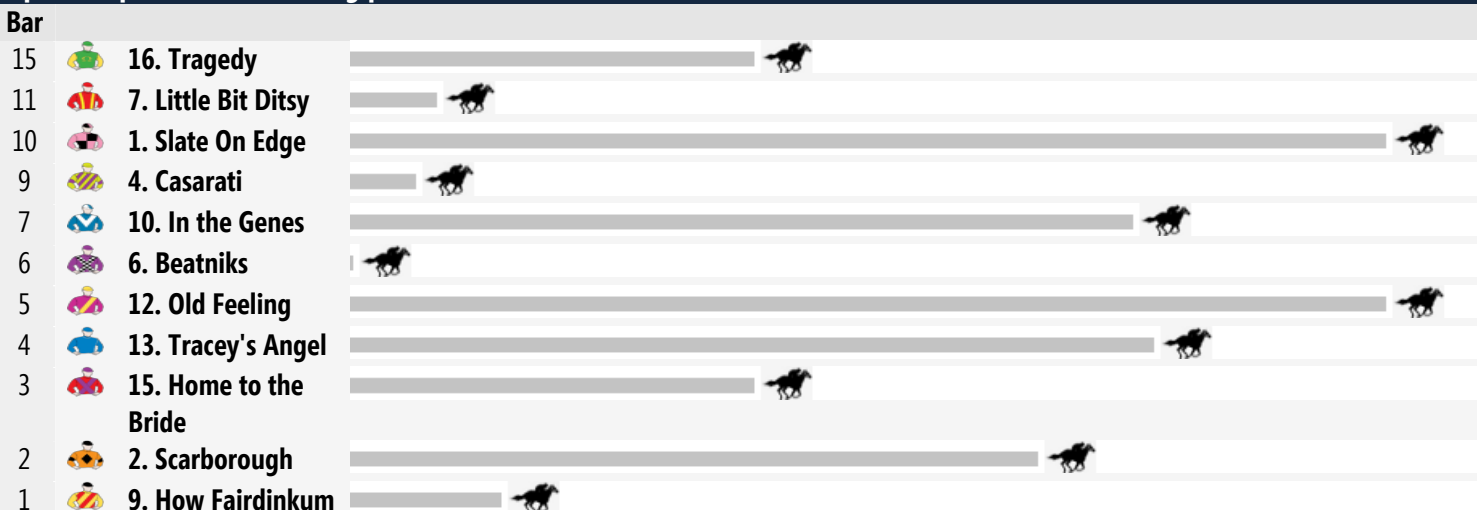 Bar
15 16. Tragedy
11 7. Little Bit Ditsy
10 1. Slate On Edge
9 4. Casarati
7 10. In the Genes
6 6. Beatniks
5 12. Old Feeling
4 13. Tracey's Angel
3 15. Home to the
Bride
2 2. Scarborough
1 9. How Fairdinkum